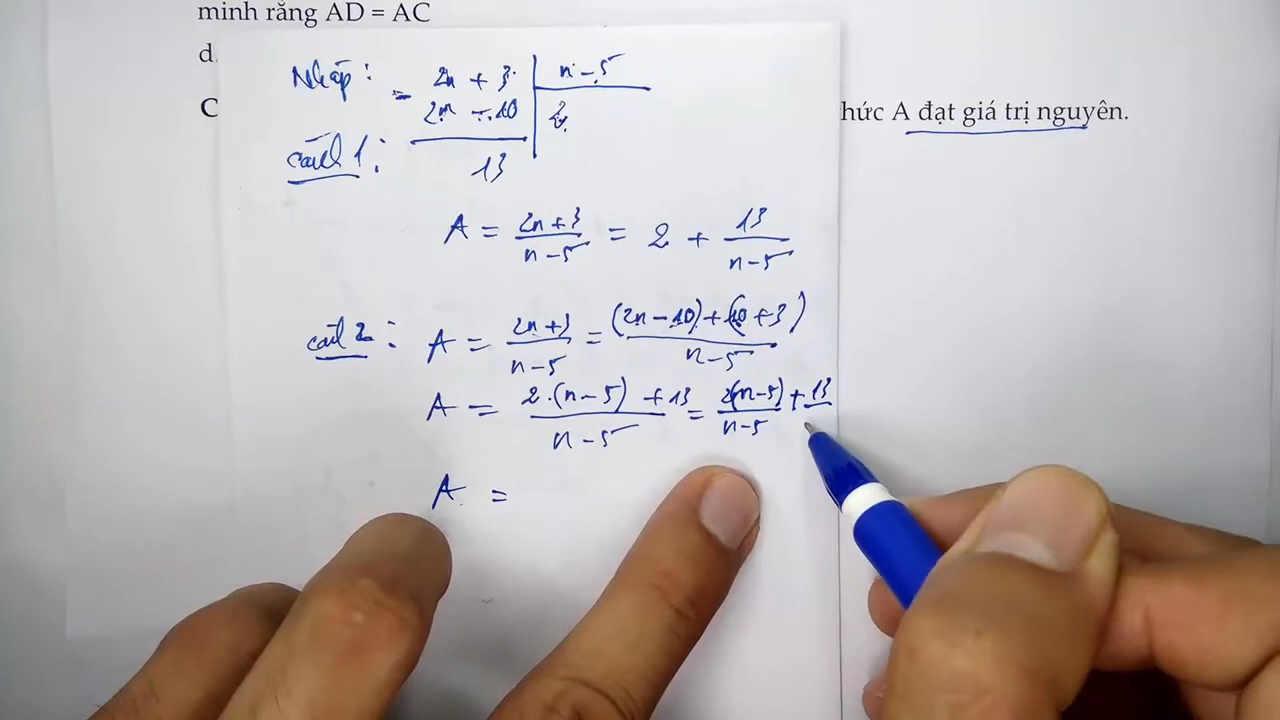 minh rằng AD = AC
d.
C hức A đạt giá trị nguyên.
Nháp: - 2n + 3 | n - 5
2n - 10 | 2
Cách 1: 13
A = (2n + 3)/(n - 5) = 2 + 13/(n - 5)
Cách 2: A = (2n + 3)/(n - 5) = ((2n - 10) + (10 + 3))/(n - 5)
A = (2.(n - 5) + 13)/(n - 5) = 2(n - 5)/(n - 5) + 13
A =